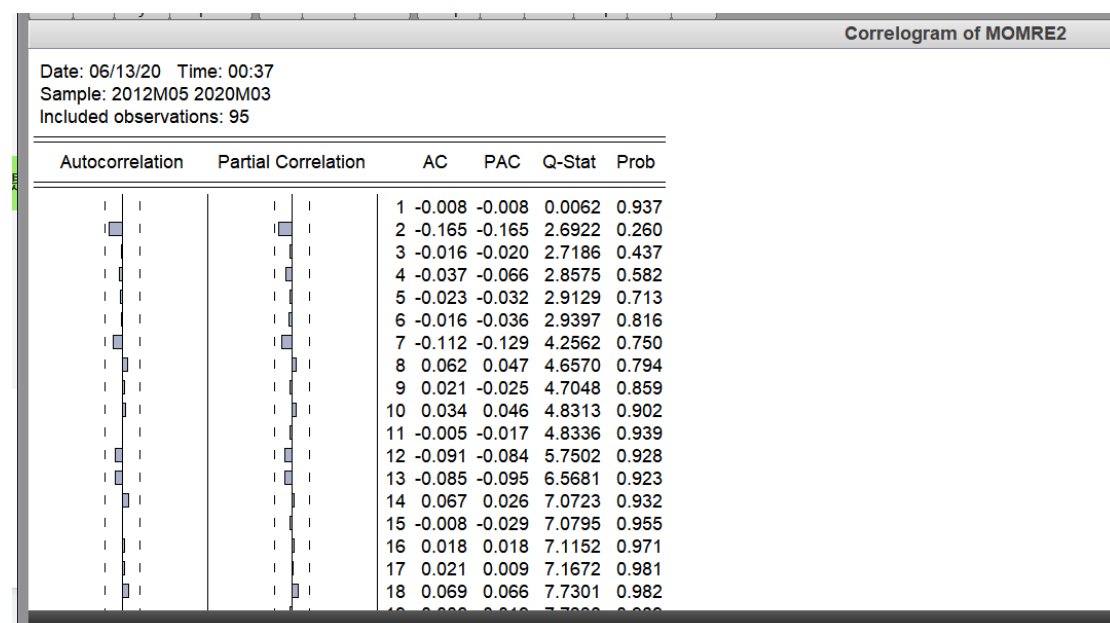 Correlogram of MOMRE2
Date: 06/13/20 Time: 00:37
Sample: 2012M05 2020M03
Included observations: 95
Autocorrelation Partial Correlation AC PAC Q-Stat Prob
1 -0.008 -0.008 0.0062 0.937
2 -0.165 -0.165 2.6922 0.260
3 -0.016 -0.020 2.7186 0.437
4 -0.037 -0.066 2.8575 0.582
5 -0.023 -0.032 2.9129 0.713
6 -0.016 -0.036 2.9397 0.816
7 -0.112 -0.129 4.2562 0.750
8 0.062 0.047 4.6570 0.794
9 0.021 -0.025 4.7048 0.859
10 0.034 0.046 4.8313 0.902
11 -0.005 -0.017 4.8336 0.939
12 -0.091 -0.084 5.7502 0.928
13 -0.085 -0.095 6.5681 0.923
14 0.067 0.026 7.0723 0.932
15 -0.008 -0.029 7.0795 0.955
16 0.018 0.018 7.1152 0.971
17 0.021 0.009 7.1672 0.981
18 0.069 0.066 7.7301 0.982